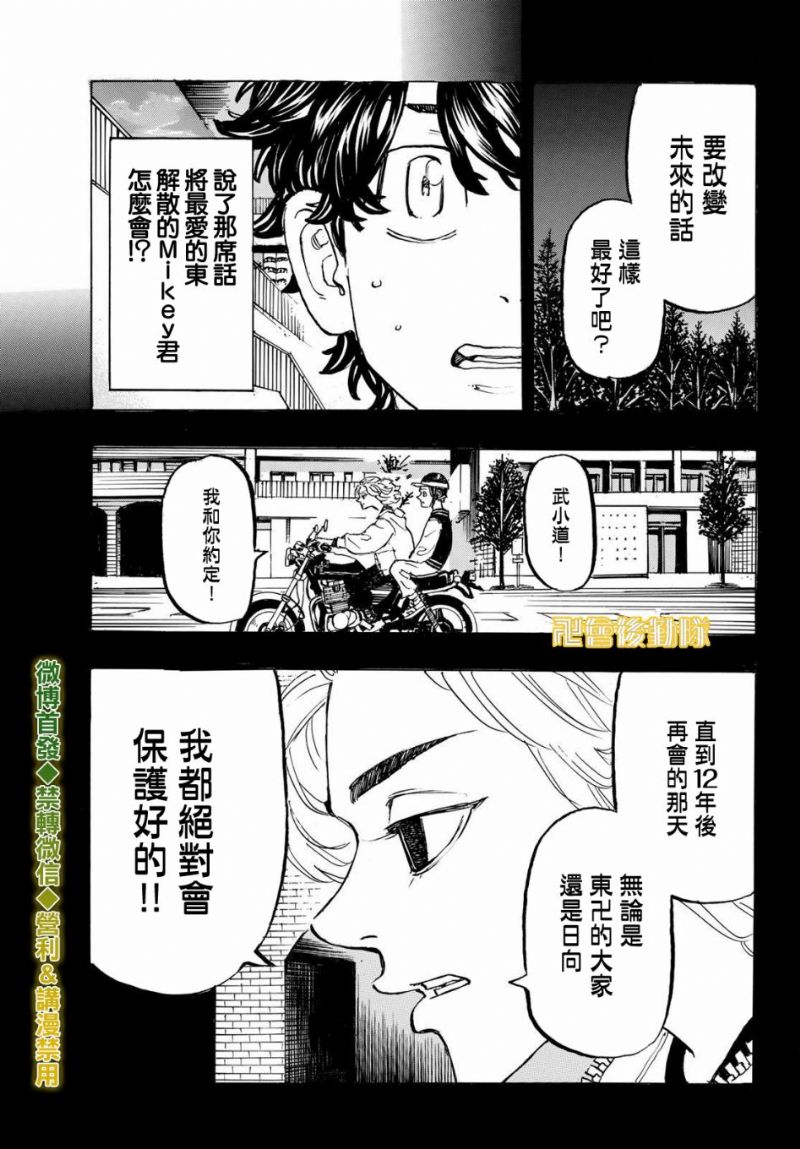 要改變
未來的話
這樣
最好了吧？
說了那席話
將最愛的東
解散的Mikey君
怎麼會!?
武小道！
我和你約定！
卍會後勤隊
直到12年後
再會的那天
無論是
東卍的大家
還是日向
我都絕對會
保護好的!!
微博首發◆禁轉微信◆營利&講漫禁用